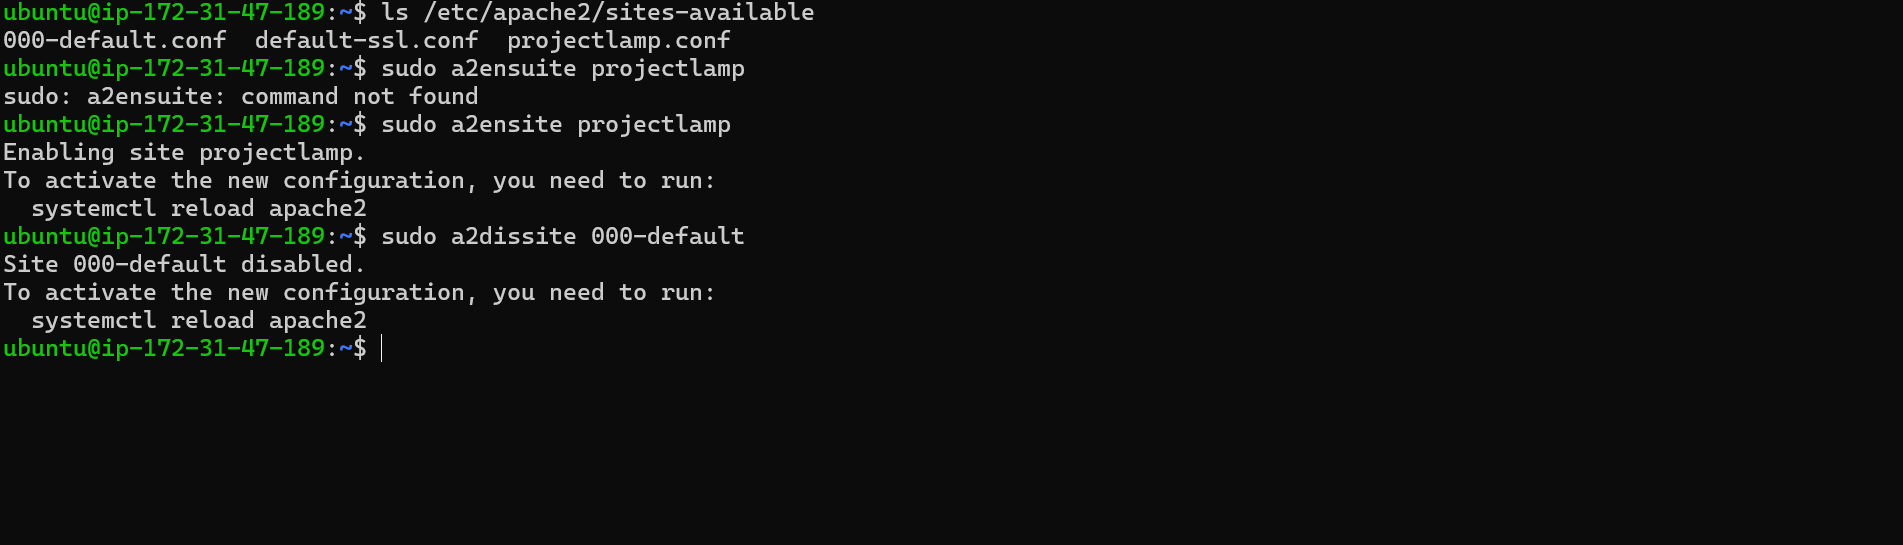 ubuntu@ip-172-31-47-189:~$ ls /etc/apache2/sites-available
000-default.conf  default-ssl.conf  projectlamp.conf
ubuntu@ip-172-31-47-189:~$ sudo a2ensuite projectlamp
sudo: a2ensuite: command not found
ubuntu@ip-172-31-47-189:~$ sudo a2ensite projectlamp
Enabling site projectlamp.
To activate the new configuration, you need to run:
  systemctl reload apache2
ubuntu@ip-172-31-47-189:~$ sudo a2dissite 000-default
Site 000-default disabled.
To activate the new configuration, you need to run:
  systemctl reload apache2
ubuntu@ip-172-31-47-189:~$